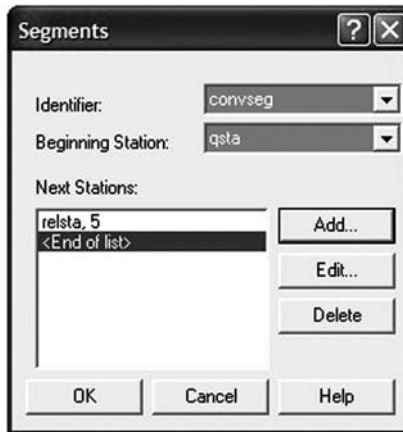 Segments
Identifier:
convseg
Beginning Station:
qsta
Next Stations:
relsta, 5
<End of list>
Add...
Edit...
Delete
OK
Cancel
Help